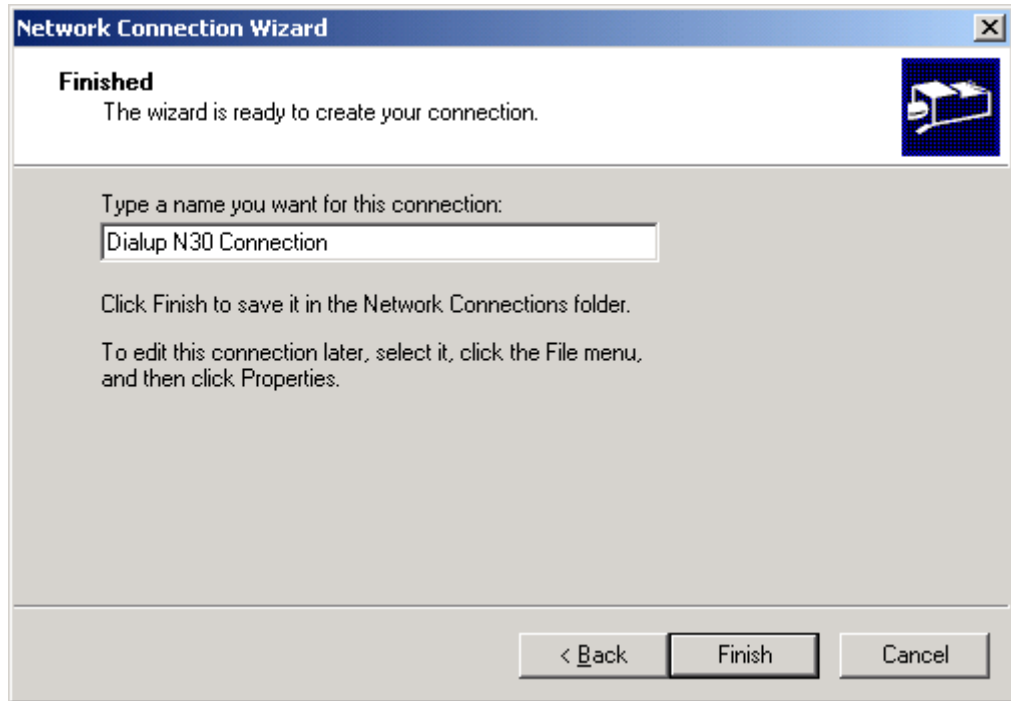 Network Connection Wizard
Finished
The wizard is ready to create your connection.
Type a name you want for this connection:
Dialup N30 Connection
Click Finish to save it in the Network Connections folder.
To edit this connection later, select it, click the File menu,
and then click Properties.
< Back
Finish
Cancel